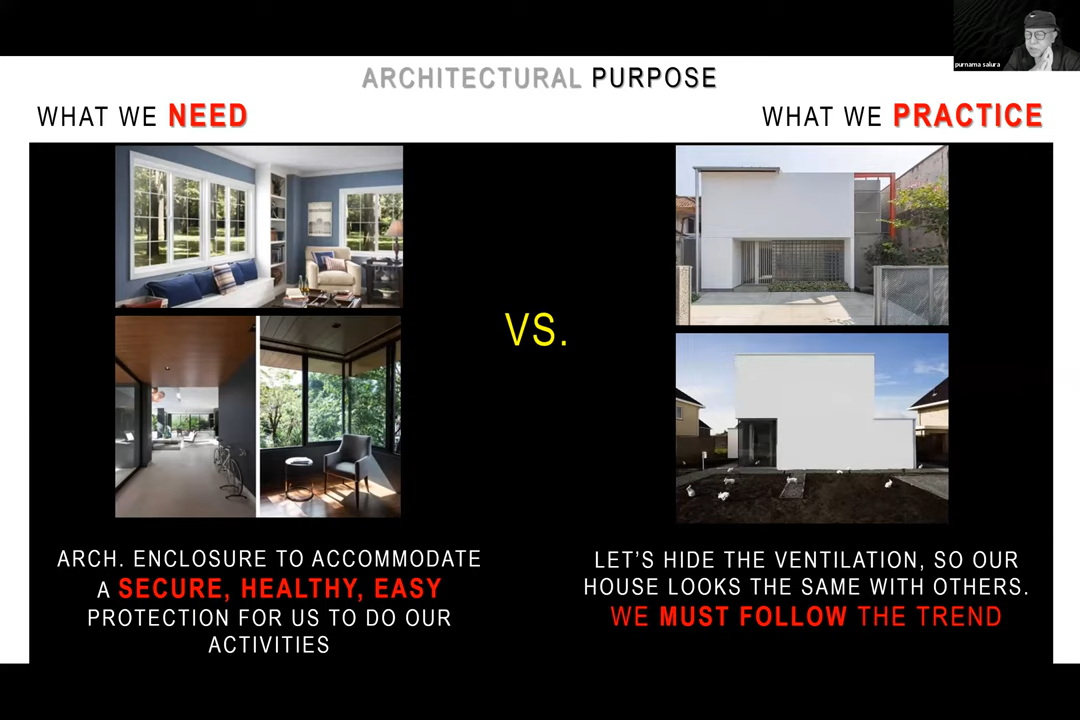 purnama salura
ARCHITECTURAL PURPOSE
WHAT WE NEED
WHAT WE PRACTICE
VS.
ARCH. ENCLOSURE TO ACCOMMODATE
A SECURE, HEALTHY, EASY
PROTECTION FOR US TO DO OUR
ACTIVITIES
LET'S HIDE THE VENTILATION, SO OUR
HOUSE LOOKS THE SAME WITH OTHERS.
WE MUST FOLLOW THE TREND